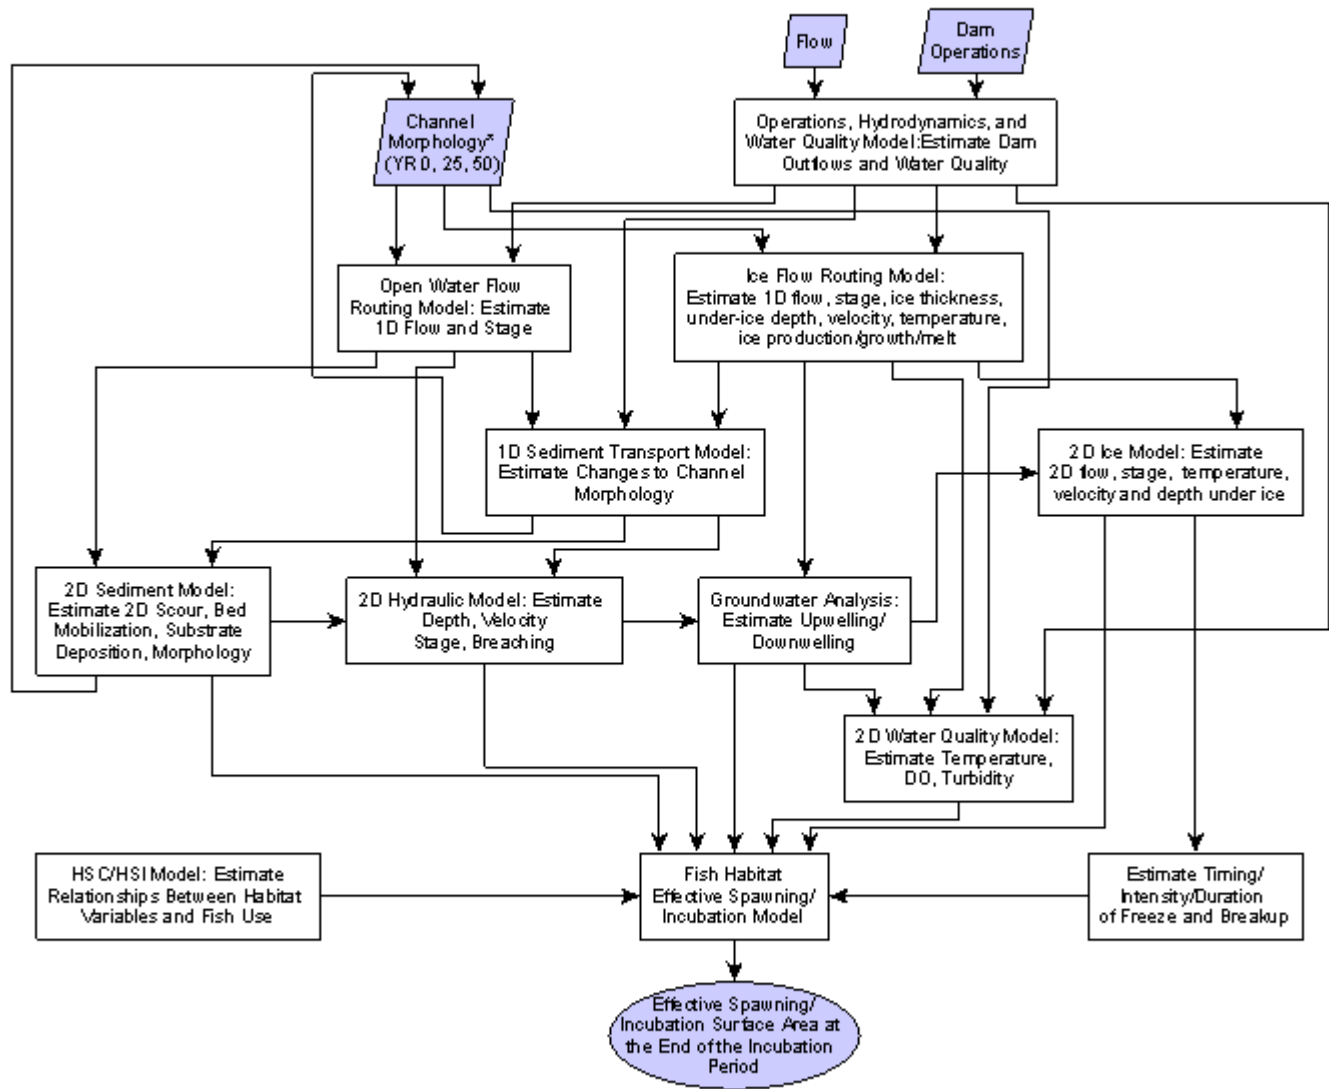 Flow
Dam
Operations
Channel
Morphology*
(YR 0, 25, 50)
Operations, Hydrodynamics, and
Water Quality Model:Estimate Dam
Outflows and Water Quality
Open Water Flow
Routing Model: Estimate
1D Flow and Stage
Ice Flow Routing Model:
Estimate 1D flow, stage, ice thickness,
under-ice depth, velocity, temperature,
ice production/growth/melt
1D Sediment Transport Model:
Estimate Changes to Channel
Morphology
2D Ice Model: Estimate
2D flow, stage, temperature,
velocity and depth under ice
2D Sediment Model:
Estimate 2D Scour, Bed
Mobilization, Substrate
Deposition, Morphology
2D Hydraulic Model: Estimate
Depth, Velocity
Stage, Breaching
Groundwater Analysis:
Estimate Upwelling/
Downwelling
2D Water Quality Model:
Estimate Temperature,
DO, Turbidity
HSC/HSI Model: Estimate
Relationships Between Habitat
Variables and Fish Use
Fish Habitat
Effective Spawning/
Incubation Model
Estimate Timing/
Intensity/Duration
of Freeze and Breakup
Effective Spawning/
Incubation Surface Area at
the End of the Incubation
Period